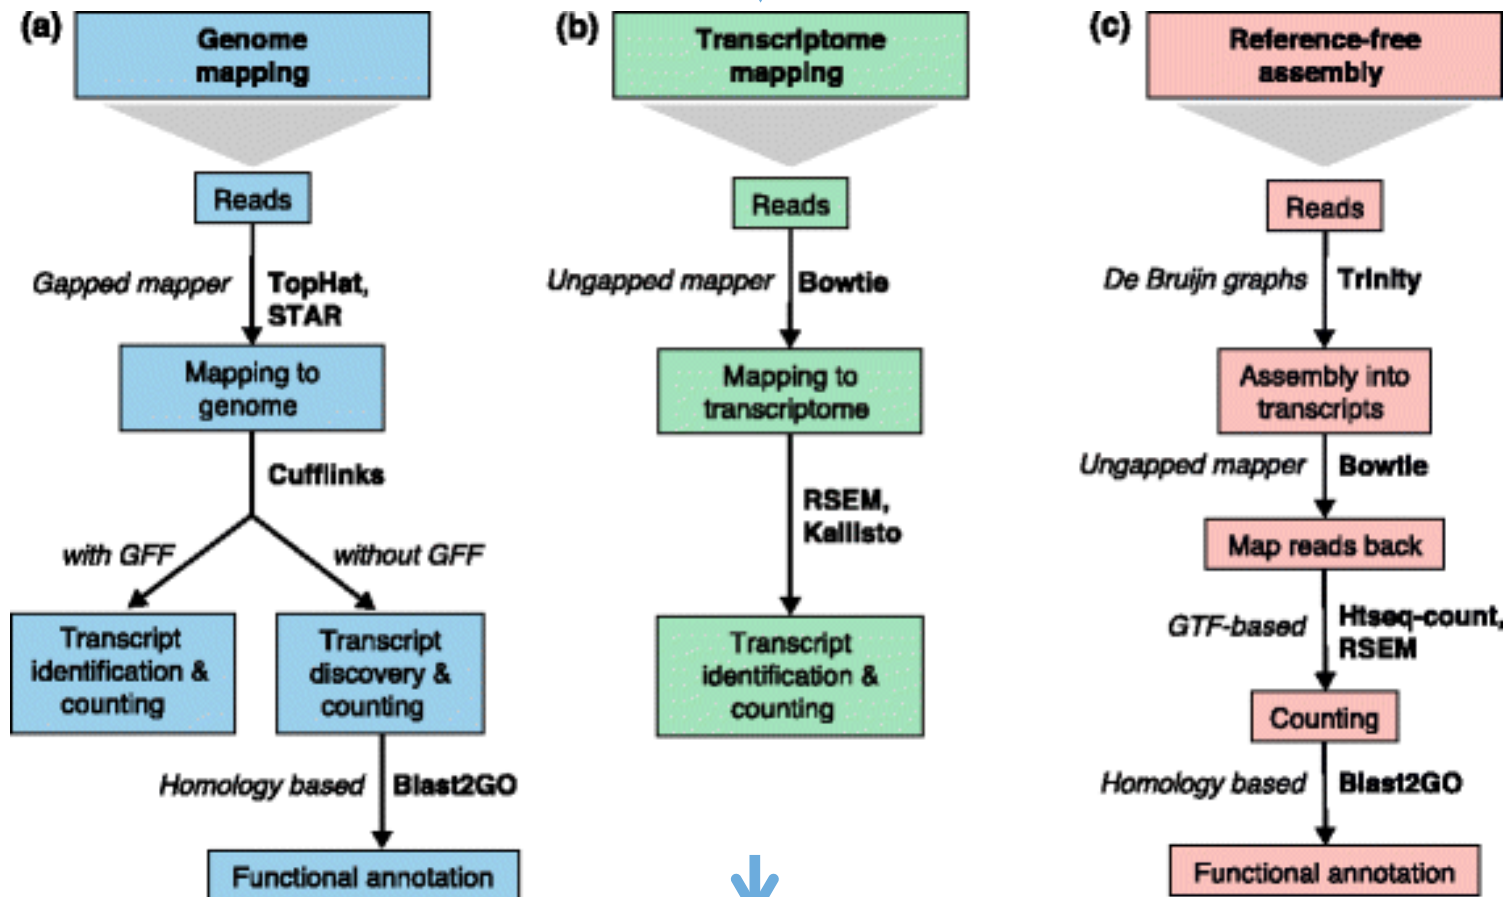 (a)
Genome
mapping
Reads
Gapped mapper
TopHat,
STAR
Mapping to
genome
Cufflinks
with GFF
without GFF
Transcript
identification &
counting
Transcript
discovery &
counting
Homology based
Blast2GO
Functional annotation
(b)
Transcriptome
mapping
Reads
Ungapped mapper
Bowtie
Mapping to
transcriptome
RSEM,
Kallisto
Transcript
identification &
counting
(c)
Reference-free
assembly
Reads
De Bruijn graphs
Trinity
Assembly into
transcripts
Ungapped mapper
Bowtie
Map reads back
GTF-based
Htseq-count,
RSEM
Counting
Homology based
Blast2GO
Functional annotation